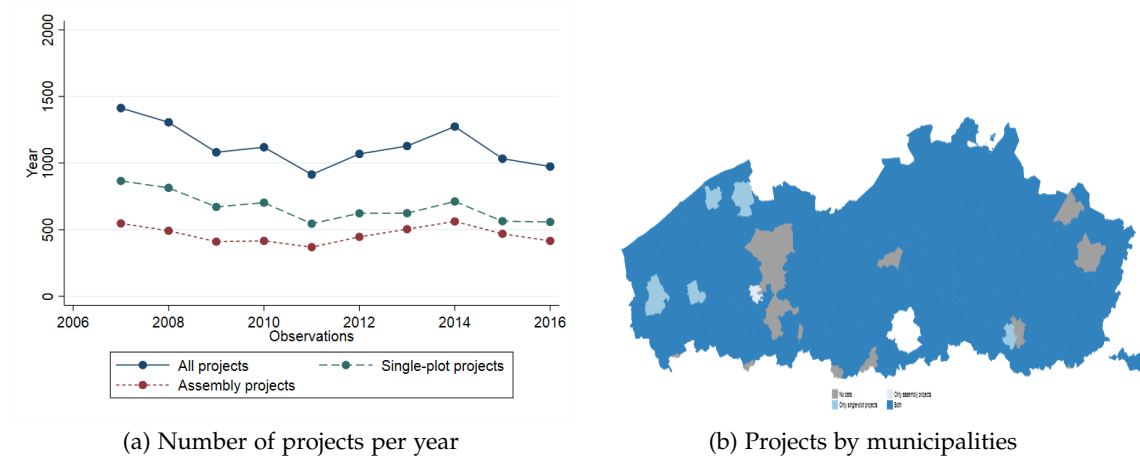 2000
1500
1000
500
0
Year
2006 2008 2010 2012 2014 2016
Observations
All projects Single-plot projects
Assembly projects
No data Only assembly projects
Only single-plot projects Both
(a) Number of projects per year (b) Projects by municipalities